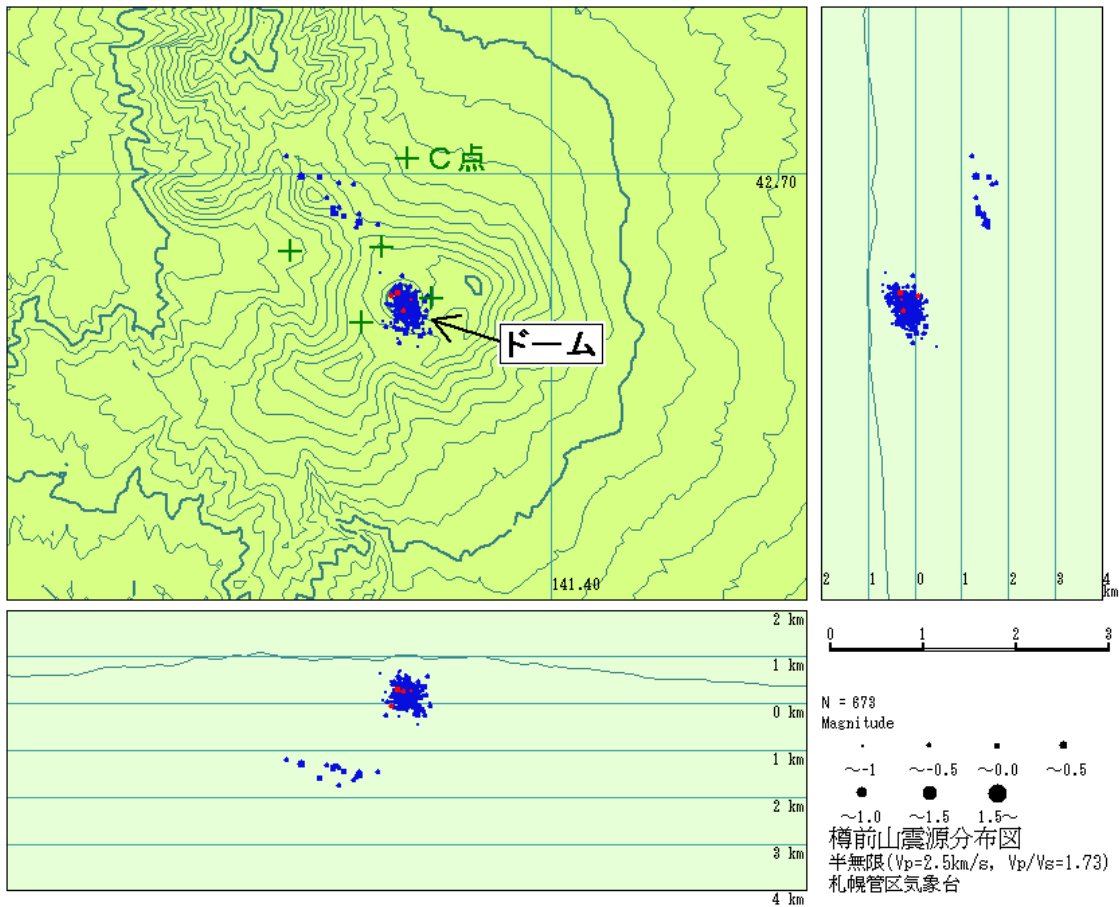 C点
42.70
ドーム
141.40
2 1 0 1 2 3 4
km
2 km
1 km
0 km
1 km
2 km
3 km
4 km
0 1 2 3
N = 673
Magnitude
～-1 ～-0.5 ～0.0 ～0.5
～1.0 ～1.5 1.5～
樽前山震源分布図
半無限(Vp=2.5km/s, Vp/Vs=1.73)
札幌管区気象台